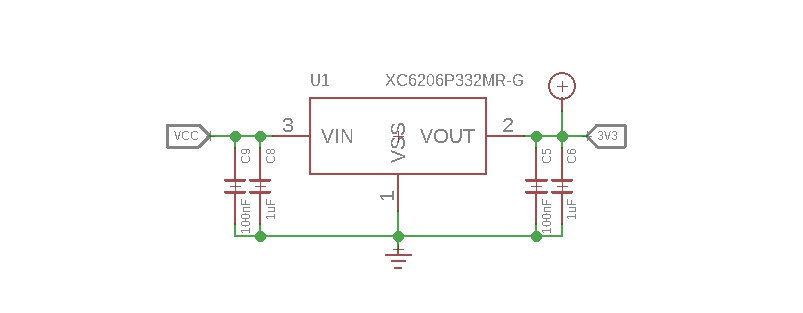 U1
XC6206P332MR-G
VCC
3
VIN
VSS
VOUT
2
3V3
1
C9
100nF
C8
1uF
C5
100nF
C6
1uF